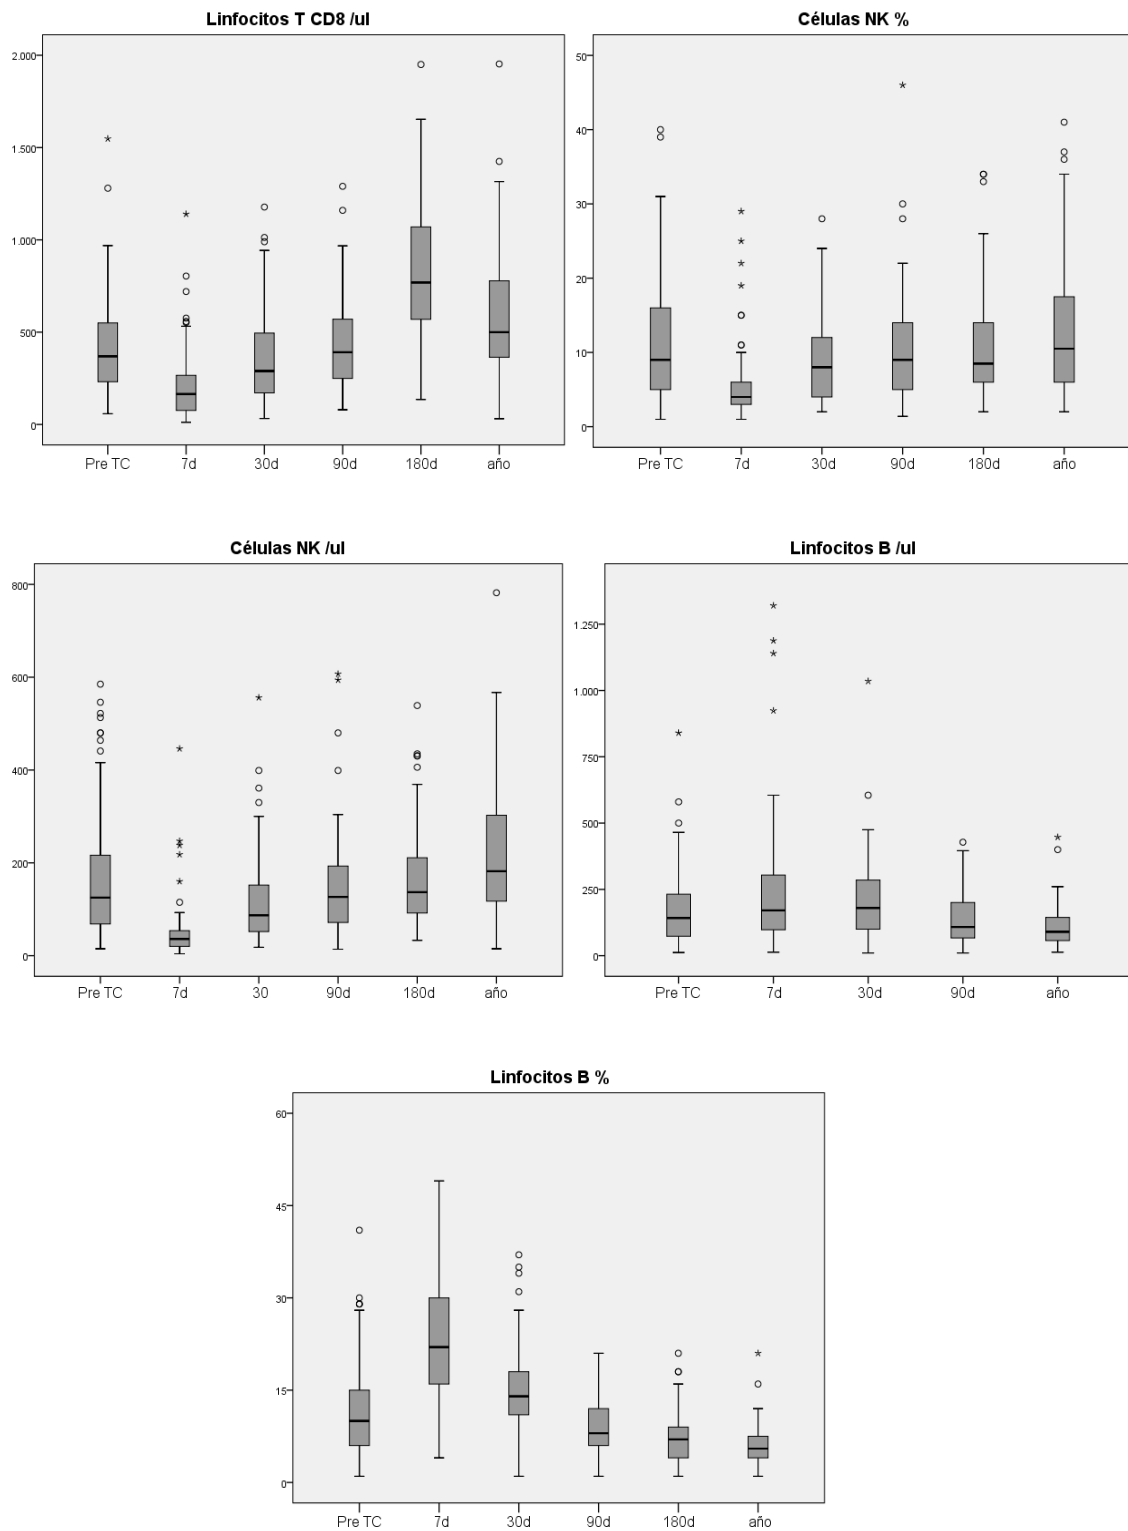 Linfocitos T CD8 /ul
2.000
1.500
1.000
500
0
Pre TC 7d 30d 90d 180d año
Células NK %
50
40
30
20
10
0
Pre TC 7d 30d 90d 180d año
Células NK /ul
800
600
400
200
0
Pre TC 7d 30 90d 180d año
Linfocitos B /ul
1.250
1.000
750
500
250
0
Pre TC 7d 30d 90d año
Linfocitos B %
60
45
30
15
0
Pre TC 7d 30d 90d 180d año